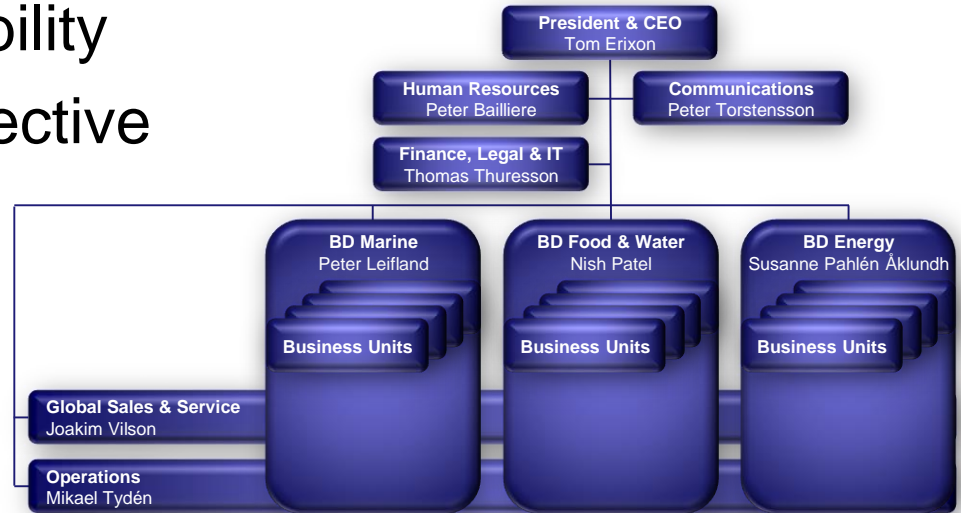 bility
ective
President & CEO
Tom Erixon
Human Resources
Peter Bailliere
Communications
Peter Torstensson
Finance, Legal & IT
Thomas Thuresson
BD Marine
Peter Leifland
BD Food & Water
Nish Patel
BD Energy
Susanne Pahlén Åklundh
Business Units
Business Units
Business Units
Global Sales & Service
Joakim Vilson
Operations
Mikael Tydén